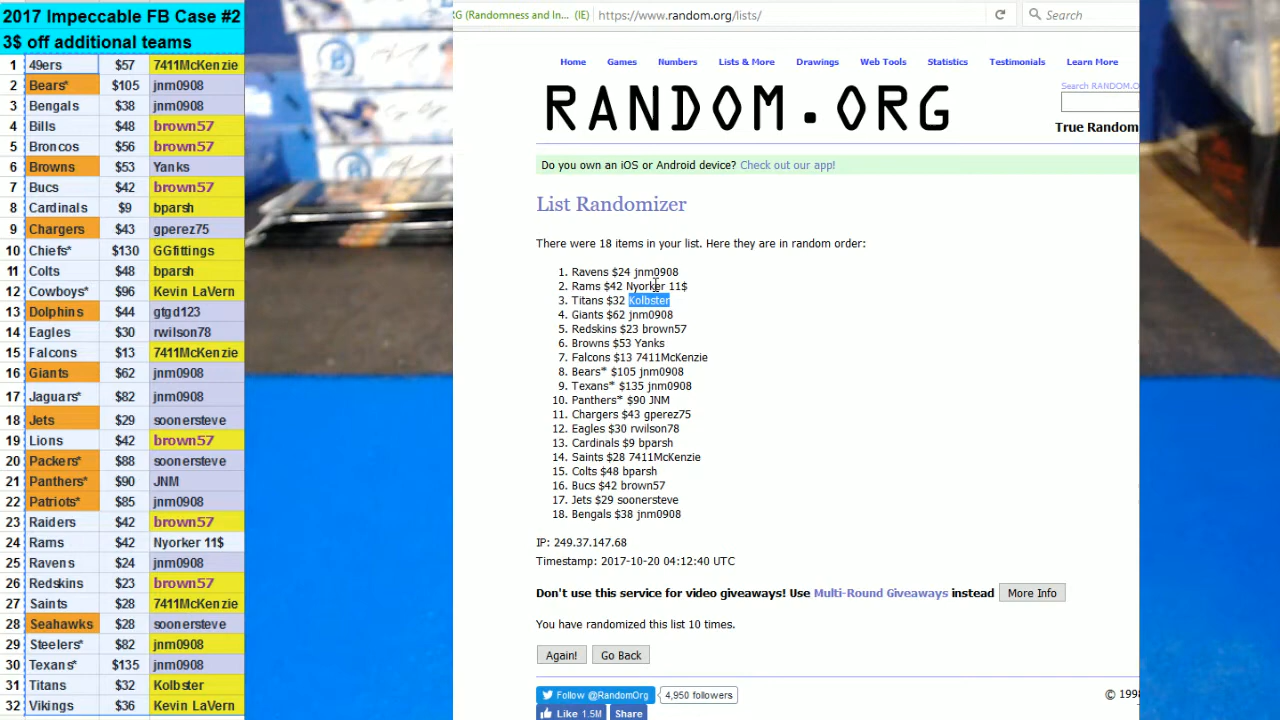 2017 Impeccable FB Case #2
3$ off additional teams
1 49ers $57 7411McKenzie
2 Bears* $105 jnm0908
3 Bengals $38 jnm0908
4 Bills $48 brown57
5 Broncos $56 brown57
6 Browns $53 Yanks
7 Bucs $42 brown57
8 Cardinals $9 bparsh
9 Chargers $43 gperez75
10 Chiefs* $130 GGfittings
11 Colts $48 bparsh
12 Cowboys* $96 Kevin LaVern
13 Dolphins $44 gtgd123
14 Eagles $30 rwilson78
15 Falcons $13 7411McKenzie
16 Giants $62 jnm0908
17 Jaguars* $82 jnm0908
18 Jets $29 soonersteve
19 Lions $42 brown57
20 Packers* $88 soonersteve
21 Panthers* $90 JNM
22 Patriots* $85 jnm0908
23 Raiders $42 brown57
24 Rams $42 Nyorker 11$
25 Ravens $24 jnm0908
26 Redskins $23 brown57
27 Saints $28 7411McKenzie
28 Seahawks $28 soonersteve
29 Steelers* $82 jnm0908
30 Texans* $135 jnm0908
31 Titans $32 Kolbster
32 Vikings $36 Kevin LaVern
RG (Randomness and In... (IE) https://www.random.org/lists/ Search
Home Games Numbers Lists & More Drawings Web Tools Statistics Testimonials Learn More
Search RANDOM.O
RANDOM.ORG
True Random
Do you own an iOS or Android device? Check out our app!
List Randomizer
There were 18 items in your list. Here they are in random order:
1. Ravens $24 jnm0908
2. Rams $42 Nyorker 11$
3. Titans $32 Kolbster
4. Giants $62 jnm0908
5. Redskins $23 brown57
6. Browns $53 Yanks
7. Falcons $13 7411McKenzie
8. Bears* $105 jnm0908
9. Texans* $135 jnm0908
10. Panthers* $90 JNM
11. Chargers $43 gperez75
12. Eagles $30 rwilson78
13. Cardinals $9 bparsh
14. Saints $28 7411McKenzie
15. Colts $48 bparsh
16. Bucs $42 brown57
17. Jets $29 soonersteve
18. Bengals $38 jnm0908
IP: 249.37.147.68
Timestamp: 2017-10-20 04:12:40 UTC
Don't use this service for video giveaways! Use Multi-Round Giveaways instead More Info
You have randomized this list 10 times.
Again! Go Back
Follow @RandomOrg 4,950 followers
© 1998
Like 1.5M Share